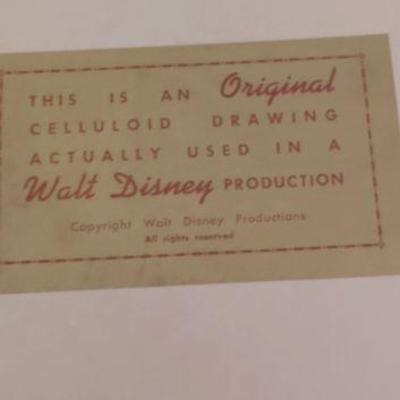 THIS IS AN Original
CELLULOID DRAWING
ACTUALLY USED IN A
Walt Disney PRODUCTION
Copyright Walt Disney Productions
All rights reserved